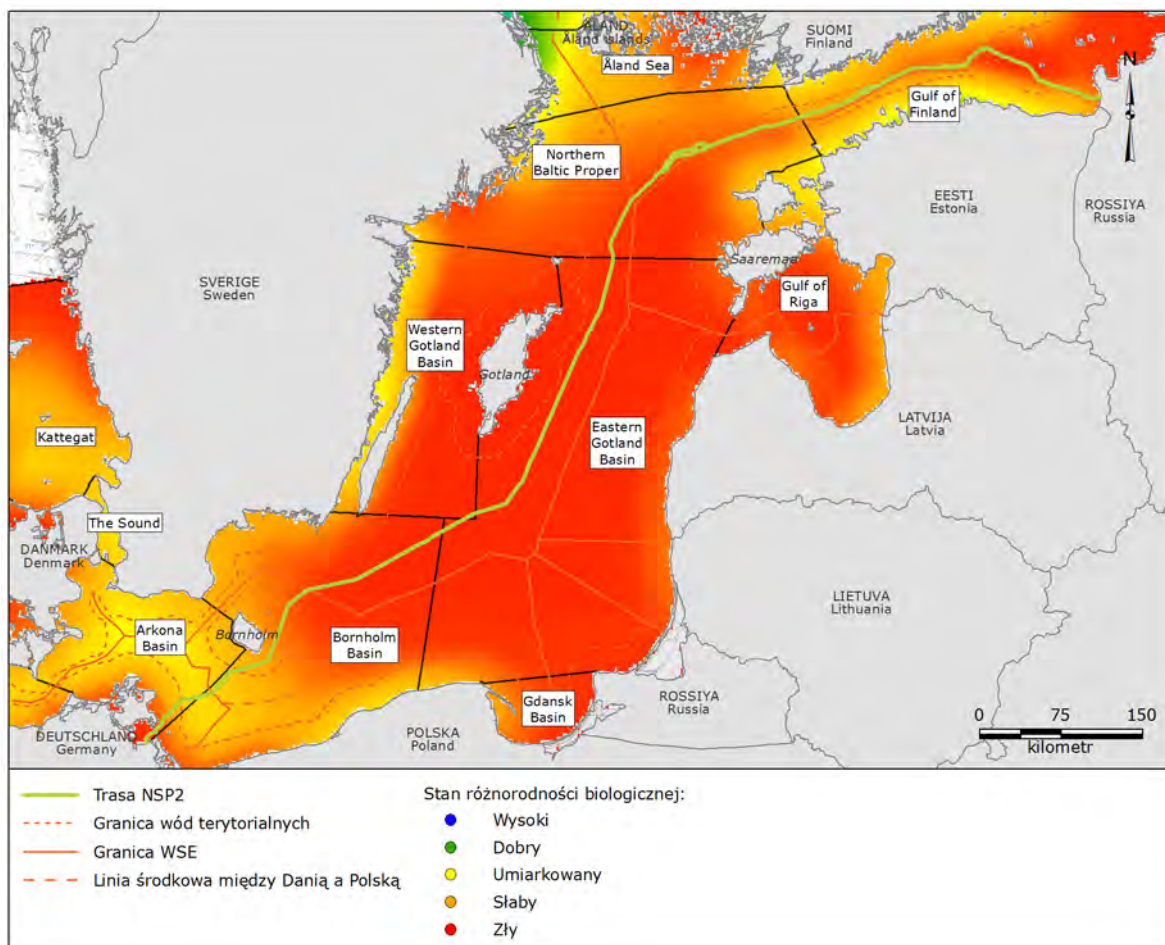 ÅLAND
Åland islands
SUOMI
Finland
Åland Sea
N
Gulf of
Finland
Northern
Baltic Proper
EESTI
Estonia
ROSSIYA
Russia
SVERIGE
Sweden
Saaremaa
Gulf of
Riga
Western
Gotland
Basin
Gotland
Eastern
Gotland
Basin
LATVIJA
Latvia
Kattegat
The Sound
DANMARK
Denmark
LIETUVA
Lithuania
Arkona
Basin
Bornholm
Bornholm
Basin
Gdansk
Basin
ROSSIYA
Russia
DEUTSCHLAND
Germany
POLSKA
Poland
0 75 150
kilometr
Trasa NSP2
Granica wód terytorialnych
Granica WSE
Linia środkowa między Danią a Polską
Stan różnorodności biologicznej:
Wysoki
Dobry
Umiarkowany
Słaby
Zły